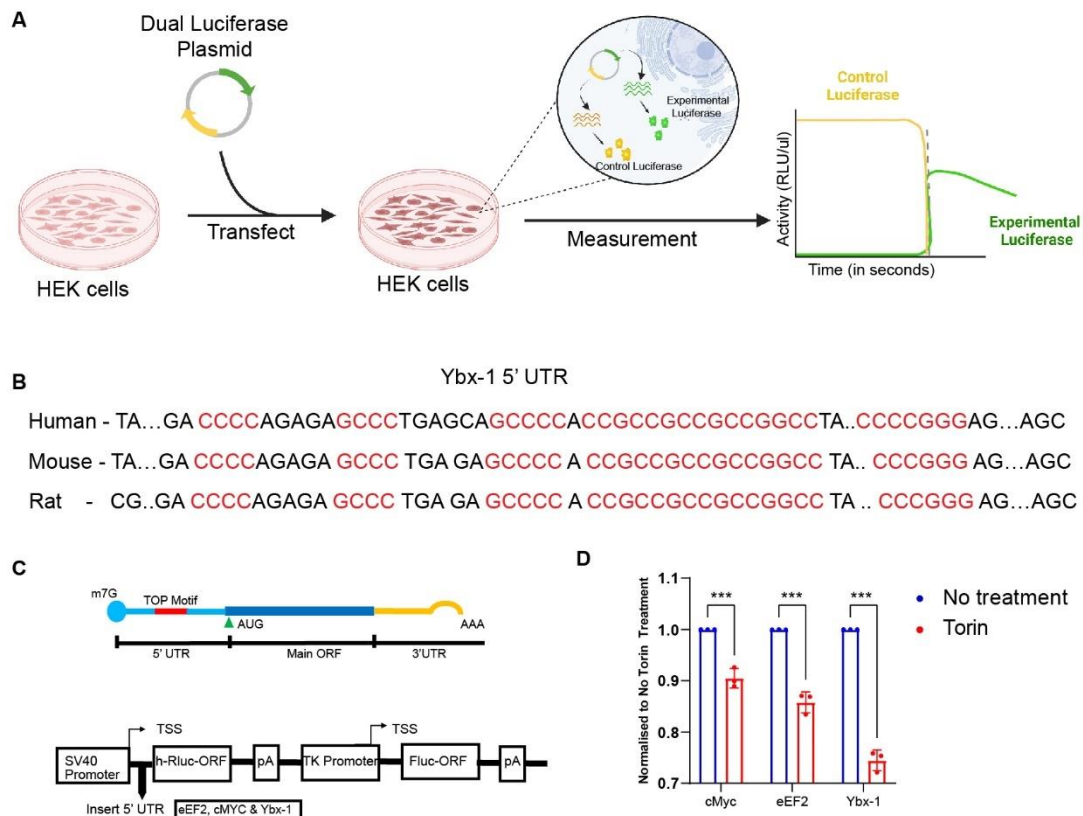 A
Dual Luciferase
Plasmid
HEK cells
Transfect
HEK cells
Experimental
Luciferase
Control Luciferase
Measurement
Control
Luciferase
Activity (RLU/ul)
Time (in seconds)
Experimental
Luciferase
B
Ybx-1 5’ UTR
Human - TA...GA CCCCAGAGAGCCCTGAGCAGCCCCACCGCCGCCGCCGGCCTA.. CCCCGGGAG...AGC
Mouse - TA...GA CCCCAGAGA GCCC TGA GA GCCCC A CCGCCGCCGCCGGCC TA.. CCCGGG AG...AGC
Rat - CG..GA CCCCAGAGA GCCC TGA GA GCCCC A CCGCCGCCGCCGGCC TA .. CCCGGG AG...AGC
C
m7G
TOP Motif
AUG
AAA
5' UTR
Main ORF
3'UTR
TSS
TSS
SV40
Promoter
h-Rluc-ORF
pA
TK Promoter
Fluc-ORF
pA
Insert 5' UTR
eEF2, cMYC & Ybx-1
D
Normalised to No Torin Treatment
1.1
1.0
0.9
0.8
0.7
***
***
***
cMyc
eEF2
Ybx-1
No treatment
Torin